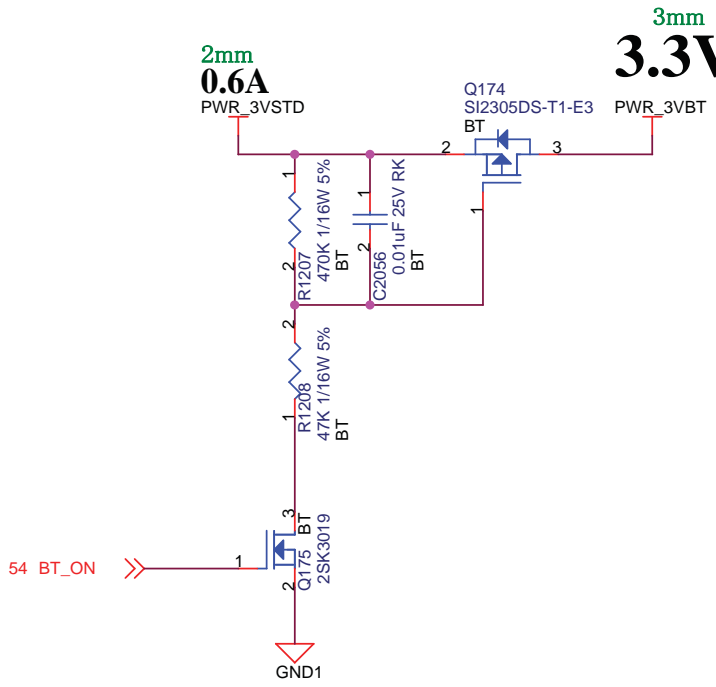 2mm
0.6A
PWR_3VSTD
3mm
3.3V
PWR_3VBT
Q174
SI2305DS-T1-E3
BT
2
3
1
1
2
R1207
470K 1/16W 5%
BT
1
2
C2056
0.01uF 25V RK
BT
2
1
R1208
47K 1/16W 5%
BT
54 BT_ON
1
3
2
Q175
BT
2SK3019
GND1